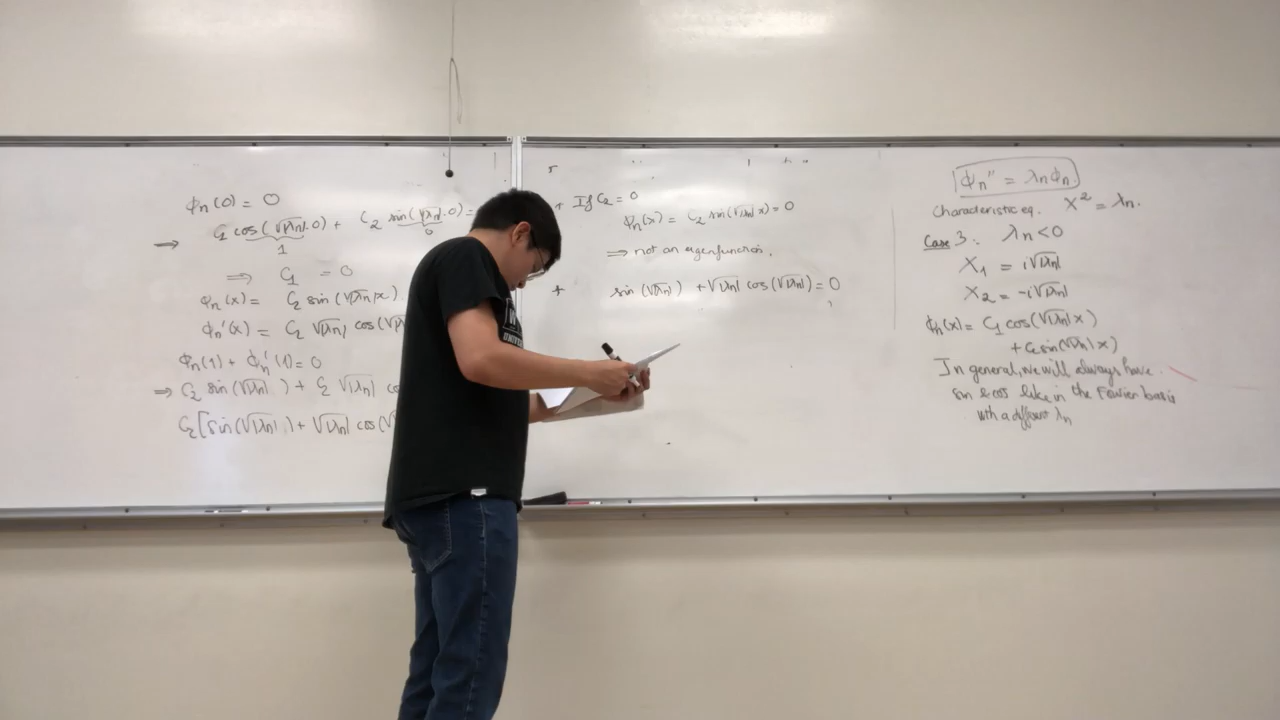 ϕn(0) = 0
⇒ C1 cos(√|λn|·0) + C2 sin(√|λn|·0) =
1 0
⇒ C1 = 0
ϕn(x) = C2 sin(√|λn|x)
ϕn'(x) = C2 √|λn| cos(√
ϕn(1) + ϕn'(1) = 0
⇒ C2 sin(√|λn|) + C2 √|λn| co
C2[sin(√|λn|) + √|λn| cos(√
+ If C2 = 0
ϕn(x) = C2 sin(√|λn|x) = 0
⇒ not an eigenfunction.
+ sin(√|λn|) + √|λn| cos(√|λn|) = 0
ϕn'' = λnϕn
Characteristic eq. X² = λn.
Case 3: λn < 0
X1 = i√|λn|
X2 = -i√|λn|
ϕn(x) = C1 cos(√|λn|x)
+ C2 sin(√|λn|x)
In general, we will always have
sin & cos like in the Fourier basis
with a different λn